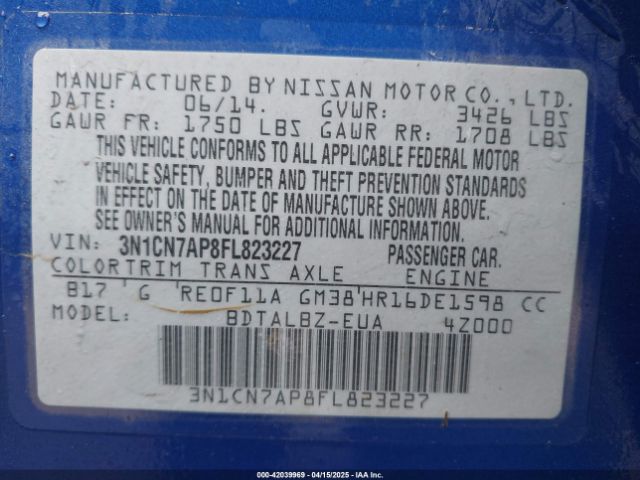 MANUFACTURED BY NISSAN MOTOR CO., LTD.
DATE: 06/14. GVWR: 3426 LBS
GAWR FR: 1750 LBS GAWR RR: 1708 LBS
THIS VEHICLE CONFORMS TO ALL APPLICABLE FEDERAL MOTOR
VEHICLE SAFETY, BUMPER AND THEFT PREVENTION STANDARDS
IN EFFECT ON THE DATE OF MANUFACTURE SHOWN ABOVE.
SEE OWNER'S MANUAL FOR ADDITIONAL INFORMATION.
VIN: 3N1CN7AP8FL823227 PASSENGER CAR.
COLOR TRIM TRANS AXLE ENGINE
B17 G RE0F11A GM38 HR16DE1598 CC
MODEL: BDTALBZ-EUA 4Z000
3N1CN7AP8FL823227
000-42039969 - 04/15/2025 - IAA Inc.